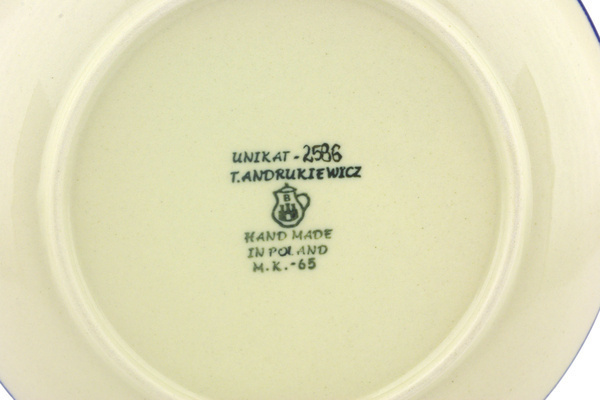 UNIKAT - 2586
T. ANDRUKIEWICZ
B
HAND MADE
IN POLAND
M.K.-65